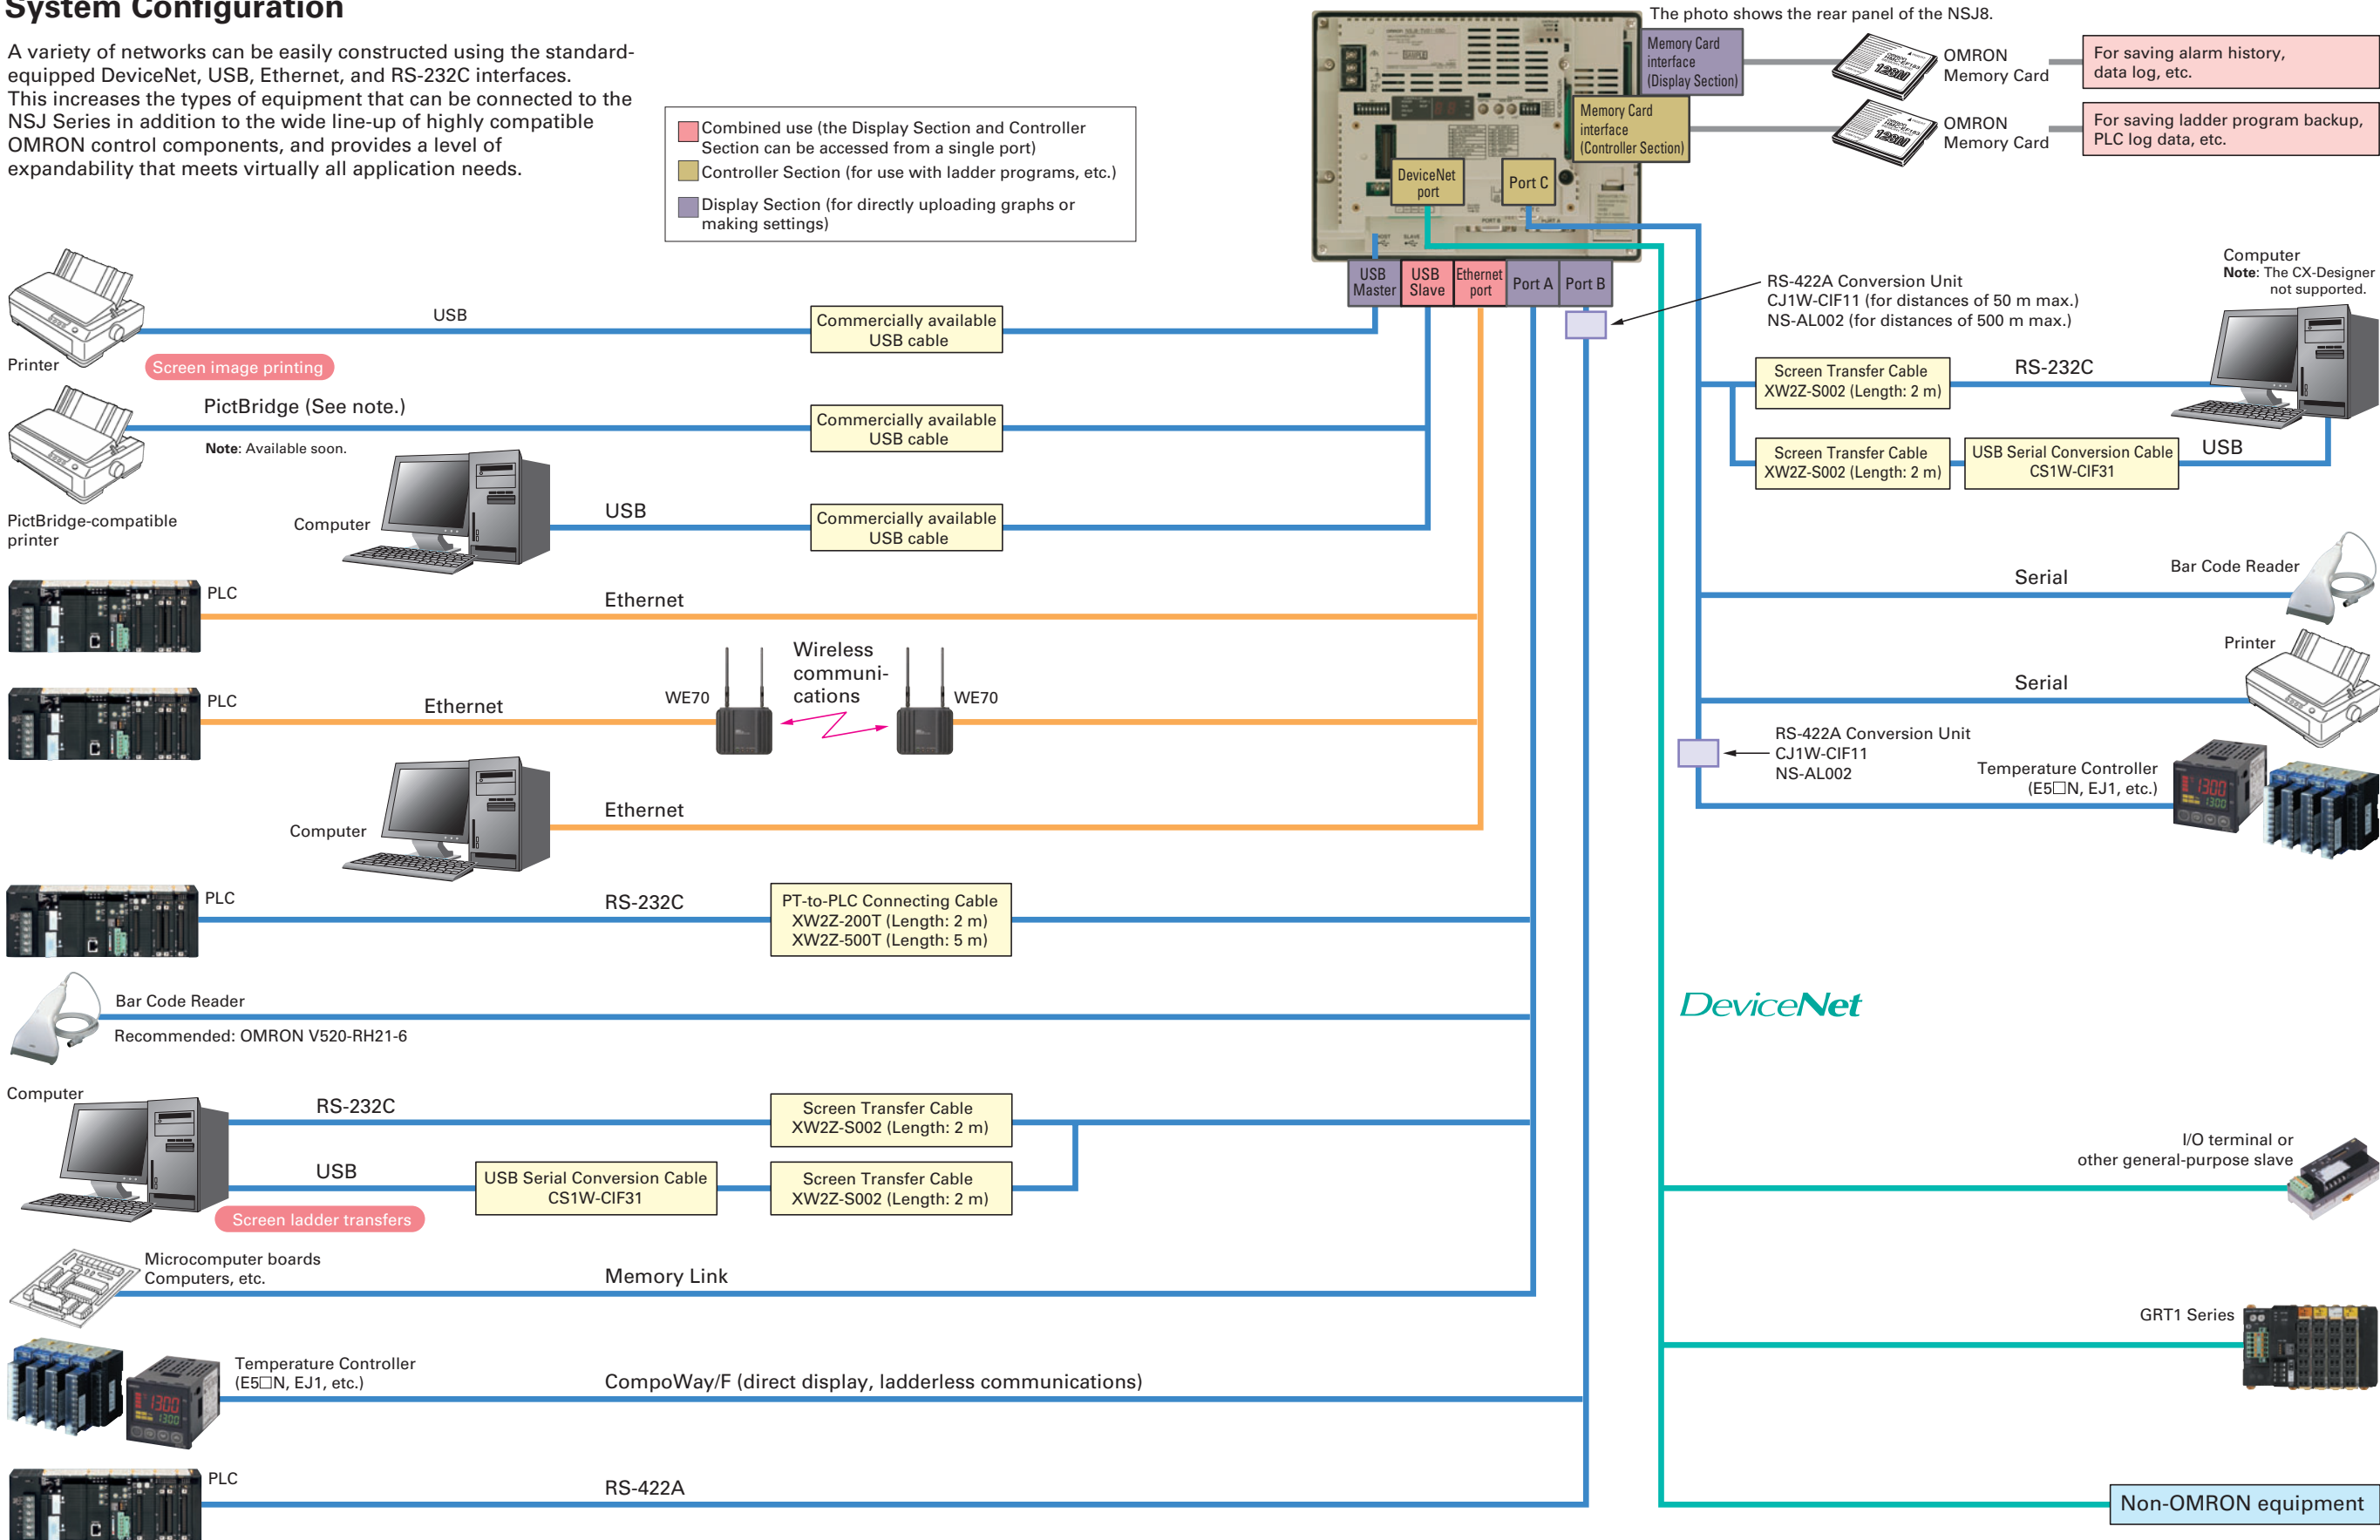 System Configuration
A variety of networks can be easily constructed using the standard-
equipped DeviceNet, USB, Ethernet, and RS-232C interfaces.
This increases the types of equipment that can be connected to the
NSJ Series in addition to the wide line-up of highly compatible
OMRON control components, and provides a level of
expandability that meets virtually all application needs.
Combined use (the Display Section and Controller
Section can be accessed from a single port)
Controller Section (for use with ladder programs, etc.)
Display Section (for directly uploading graphs or
making settings)
The photo shows the rear panel of the NSJ8.
Memory Card
interface
(Display Section)
OMRON
Memory Card
For saving alarm history,
data log, etc.
Memory Card
interface
(Controller Section)
OMRON
Memory Card
For saving ladder program backup,
PLC log data, etc.
DeviceNet
port
Port C
USB
Master
USB
Slave
Ethernet
port
Port A
Port B
RS-422A Conversion Unit
CJ1W-CIF11 (for distances of 50 m max.)
NS-AL002 (for distances of 500 m max.)
Computer
Note: The CX-Designer
not supported.
Printer
USB
Commercially available
USB cable
Screen image printing
PictBridge (See note.)
Note: Available soon.
Commercially available
USB cable
PictBridge-compatible
printer
Computer
USB
Commercially available
USB cable
Screen Transfer Cable
XW2Z-S002 (Length: 2 m)
RS-232C
Screen Transfer Cable
XW2Z-S002 (Length: 2 m)
USB Serial Conversion Cable
CS1W-CIF31
USB
PLC
Ethernet
Serial
Bar Code Reader
PLC
Ethernet
WE70
Wireless
communi-
cations
WE70
Serial
Printer
Computer
Ethernet
RS-422A Conversion Unit
CJ1W-CIF11
NS-AL002
Temperature Controller
(E5□N, EJ1, etc.)
PLC
RS-232C
PT-to-PLC Connecting Cable
XW2Z-200T (Length: 2 m)
XW2Z-500T (Length: 5 m)
Bar Code Reader
Recommended: OMRON V520-RH21-6
DeviceNet
Computer
RS-232C
Screen Transfer Cable
XW2Z-S002 (Length: 2 m)
USB
USB Serial Conversion Cable
CS1W-CIF31
Screen Transfer Cable
XW2Z-S002 (Length: 2 m)
Screen ladder transfers
I/O terminal or
other general-purpose slave
Microcomputer boards
Computers, etc.
Memory Link
GRT1 Series
Temperature Controller
(E5□N, EJ1, etc.)
CompoWay/F (direct display, ladderless communications)
PLC
RS-422A
Non-OMRON equipment